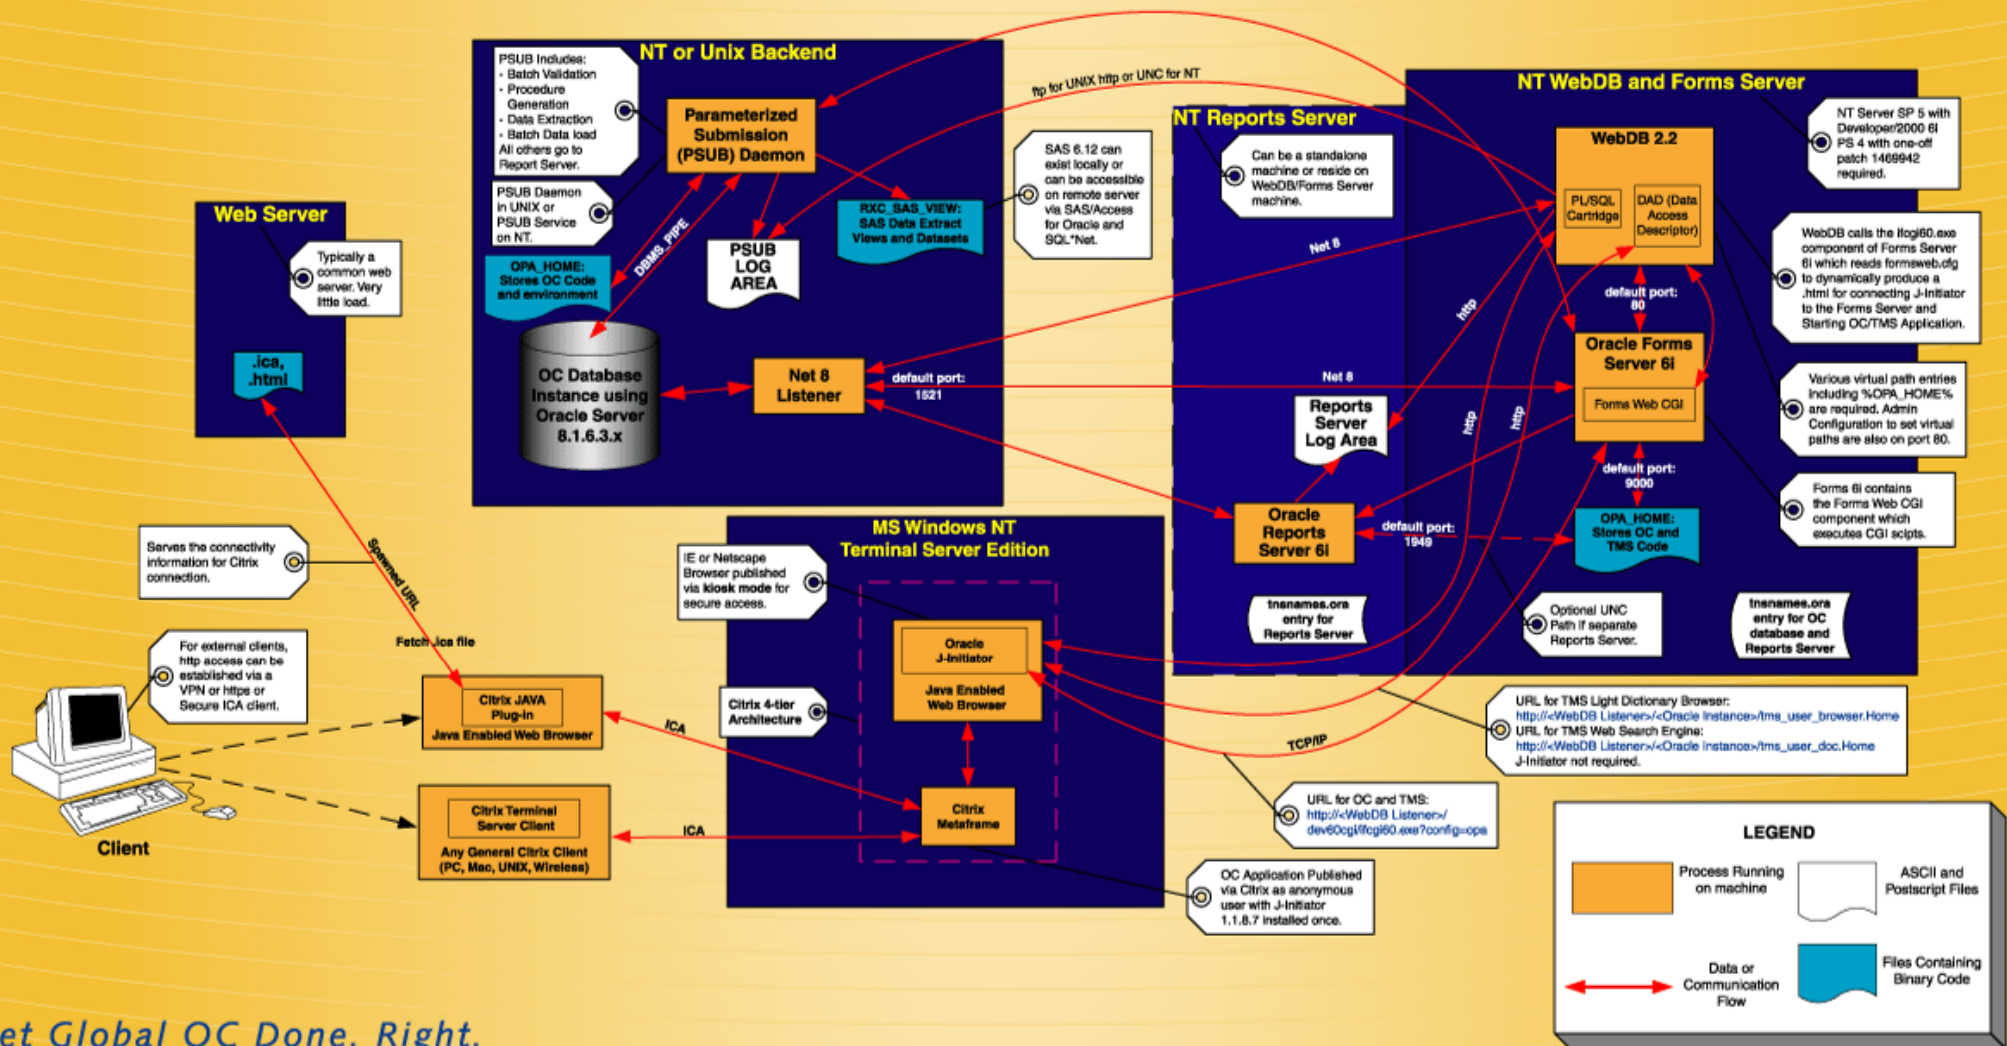 NT or Unix Backend
PSUB Includes:
- Batch Validation
- Procedure
Generation
- Data Extraction
- Batch Data load
All others go to
Report Server.
PSUB Daemon
in UNIX or
PSUB Service
on NT.
Parameterized
Submission
(PSUB) Daemon
OPA_HOME:
Stores OC Code
and environment
DBMS_PIPE
PSUB
LOG
AREA
RXC_SAS_VIEW:
SAS Data Extract
Views and Datasets
SAS 6.12 can
exist locally or
can be accessible
on remote server
via SAS/Access
for Oracle and
SQL*Net.
OC Database
Instance using
Oracle Server
8.1.6.3.x
Net 8
Listener
default port:
1521
ftp for UNIX http or UNC for NT
Net 8
Net 8
Web Server
Typically a
common web
server. Very
little load.
.ica,
.html
Serves the connectivity
information for Citrix
connection.
Spawned URL
Fetch .ica file
For external clients,
http access can be
established via a
VPN or https or
Secure ICA client.
Client
Citrix JAVA
Plug-in
Java Enabled Web Browser
Citrix Terminal
Server Client
Any General Citrix Client
(PC, Mac, UNIX, Wireless)
ICA
ICA
MS Windows NT
Terminal Server Edition
IE or Netscape
Browser published
via kiosk mode for
secure access.
Citrix 4-tier
Architecture
Oracle
J-Initiator
Java Enabled
Web Browser
Citrix
Metaframe
OC Application Published
via Citrix as anonymous
user with J-Initiator
1.1.8.7 installed once.
TCP/IP
URL for OC and TMS:
http://<WebDB Listener>/
dev60cgi/ifcgi60.exe?config=opa
URL for TMS Light Dictionary Browser:
http://<WebDB Listener>/<Oracle Instance>/tms_user_browser.Home
URL for TMS Web Search Engine:
http://<WebDB Listener>/<Oracle Instance>/tms_user_doc.Home
J-Initiator not required.
NT Reports Server
Can be a standalone
machine or reside on
WebDB/Forms Server
machine.
http
http
http
Reports
Server
Log Area
Oracle
Reports
Server 6i
default port:
1949
tnsnames.ora
entry for
Reports Server
Optional UNC
Path if separate
Reports Server.
NT WebDB and Forms Server
WebDB 2.2
PL/SQL
Cartridge
DAD (Data
Access
Descriptor)
default port:
80
Oracle Forms
Server 6i
Forms Web CGI
default port:
9000
OPA_HOME:
Stores OC and
TMS Code
tnsnames.ora
entry for OC
database and
Reports Server
NT Server SP 5 with
Developer/2000 6i
PS 4 with one-off
patch 1469942
required.
WebDB calls the ifcgi60.exe
component of Forms Server
6i which reads formsweb.cfg
to dynamically produce a
.html for connecting J-Initiator
to the Forms Server and
Starting OC/TMS Application.
Various virtual path entries
including %OPA_HOME%
are required. Admin
Configuration to set virtual
paths are also on port 80.
Forms 6i contains
the Forms Web CGI
component which
executes CGI scipts.
LEGEND
Process Running
on machine
ASCII and
Postscript Files
Data or
Communication
Flow
Files Containing
Binary Code
et Global OC Done. Right.